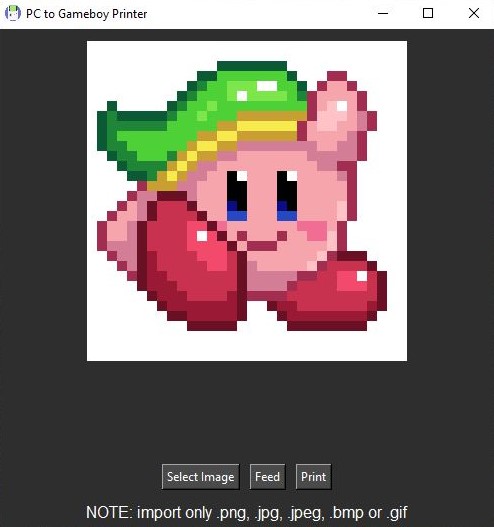 PC to Gameboy Printer
Select Image Feed Print
NOTE: import only .png, .jpg, .jpeg, .bmp or .gif